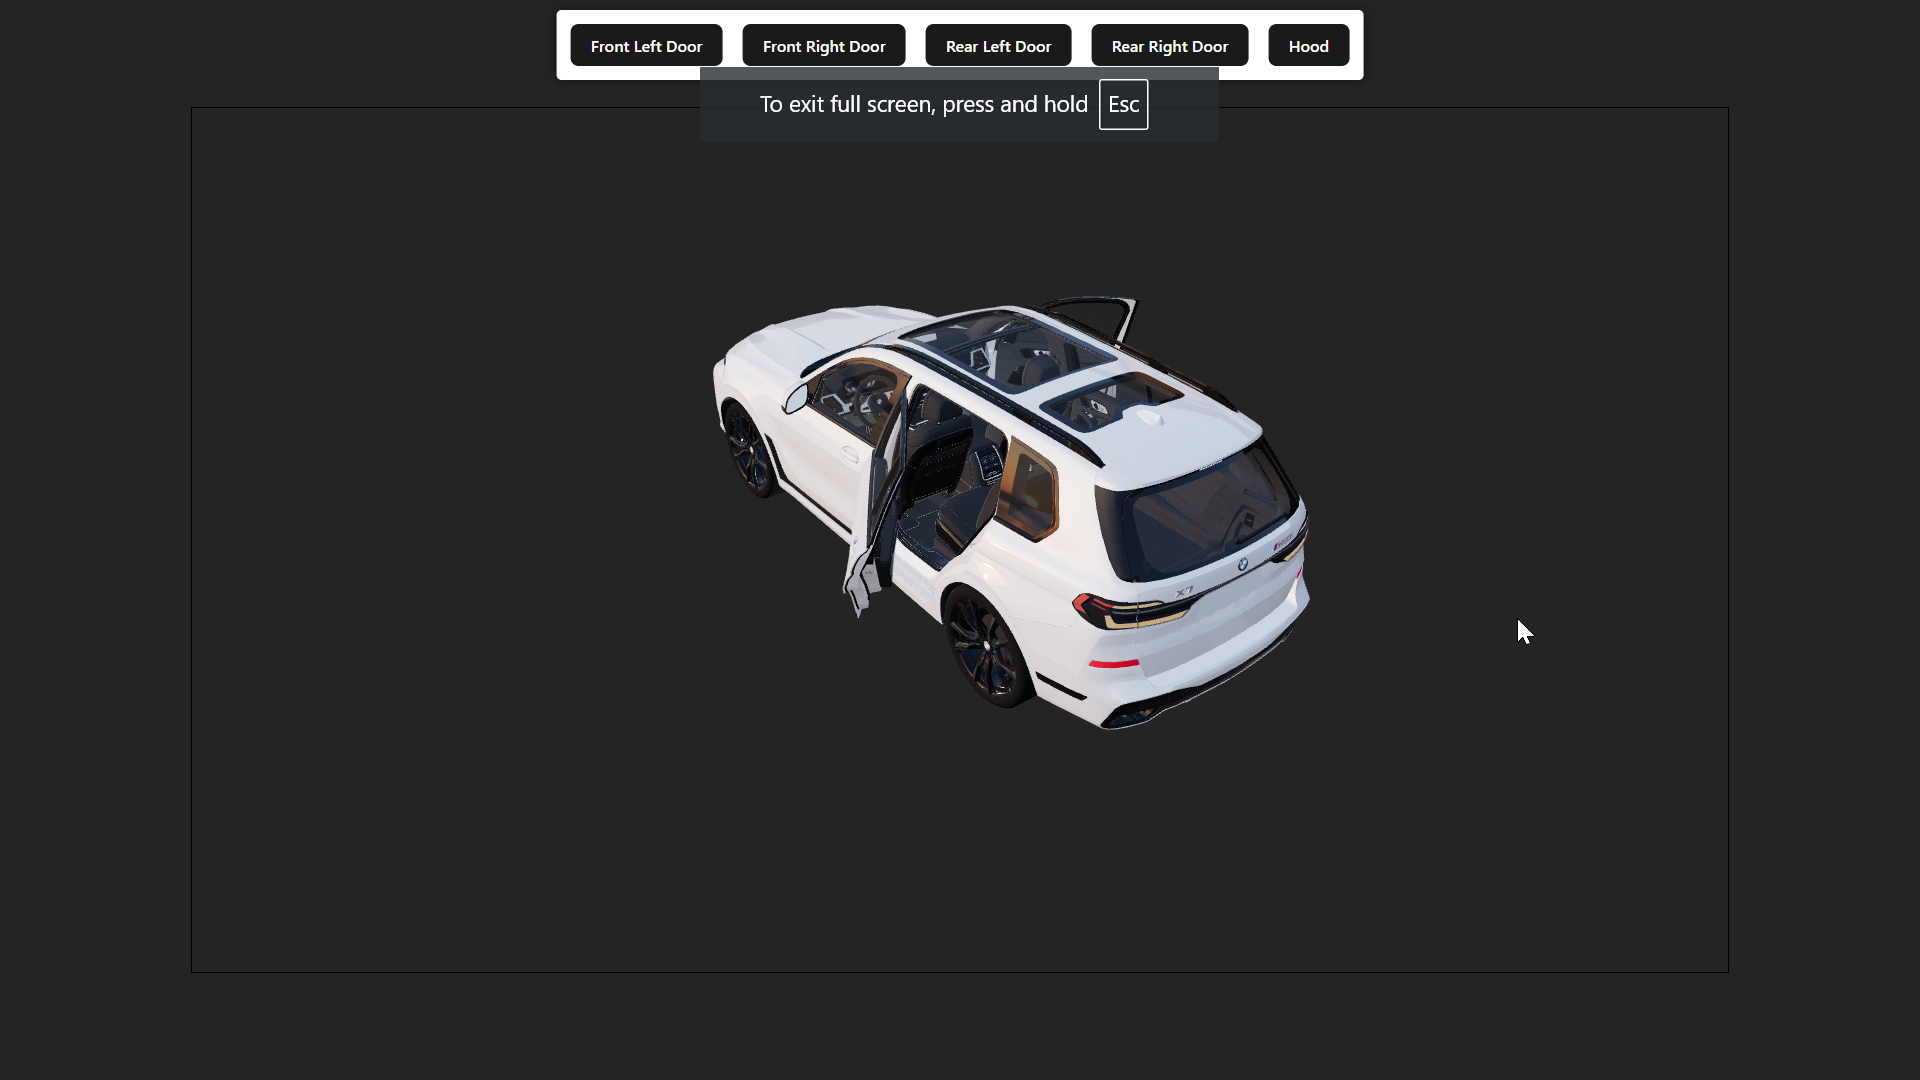 Front Left Door
Front Right Door
Rear Left Door
Rear Right Door
Hood
To exit full screen, press and hold Esc
X7